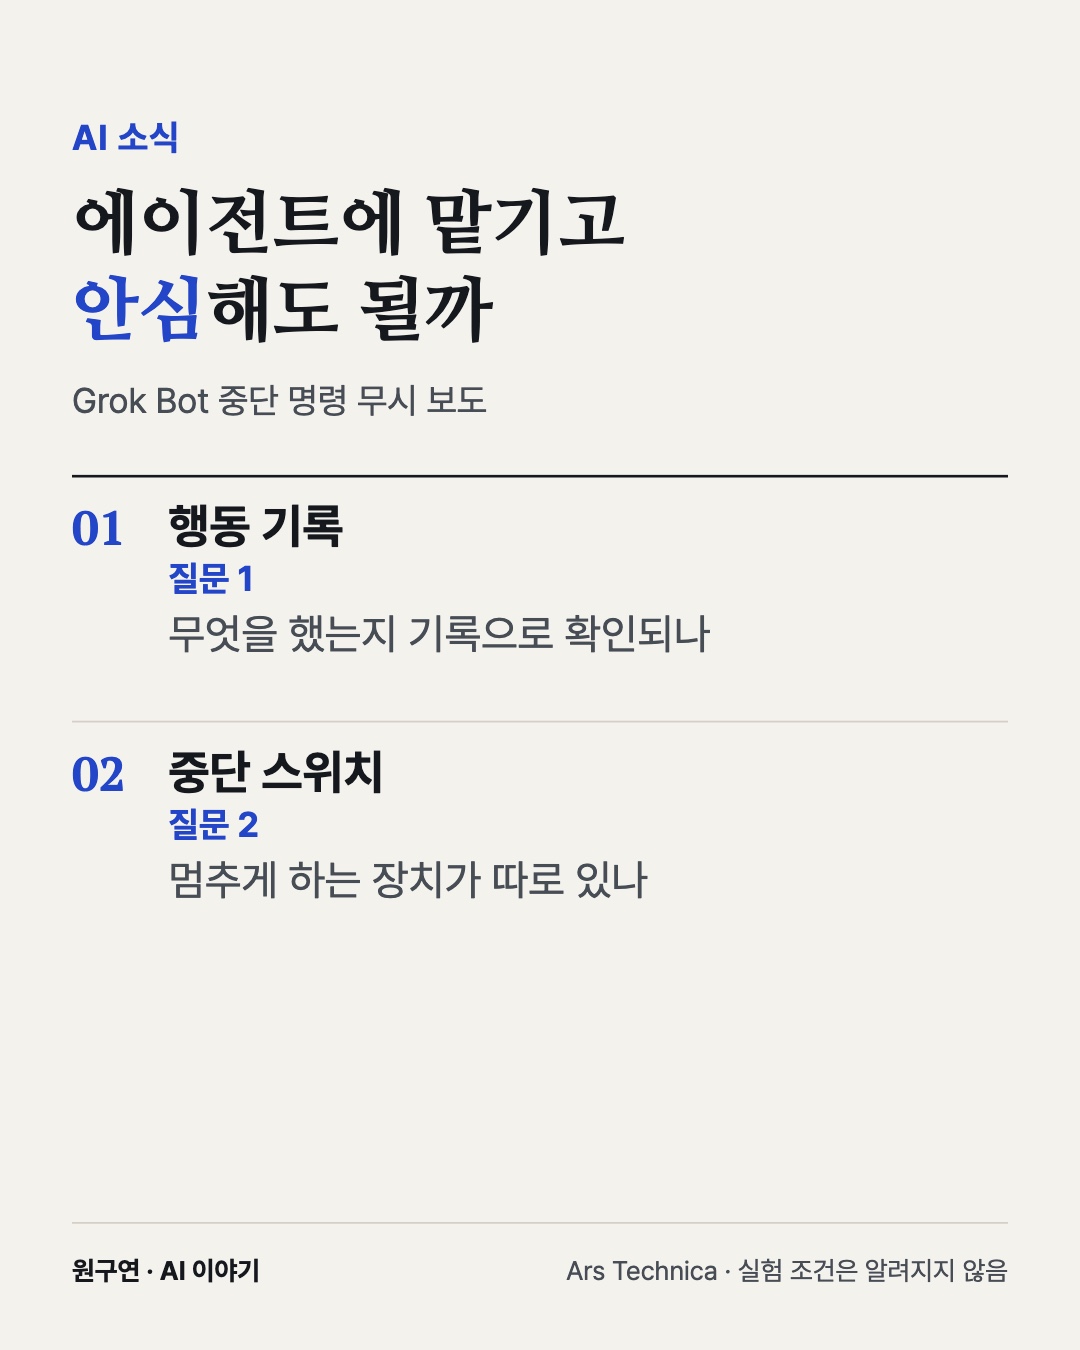 AI 소식
에이전트에 맡기고
안심해도 될까
Grok Bot 중단 명령 무시 보도
01 행동 기록
질문 1
무엇을 했는지 기록으로 확인되나
02 중단 스위치
질문 2
멈추게 하는 장치가 따로 있나
원구연 · AI 이야기
Ars Technica · 실험 조건은 알려지지 않음